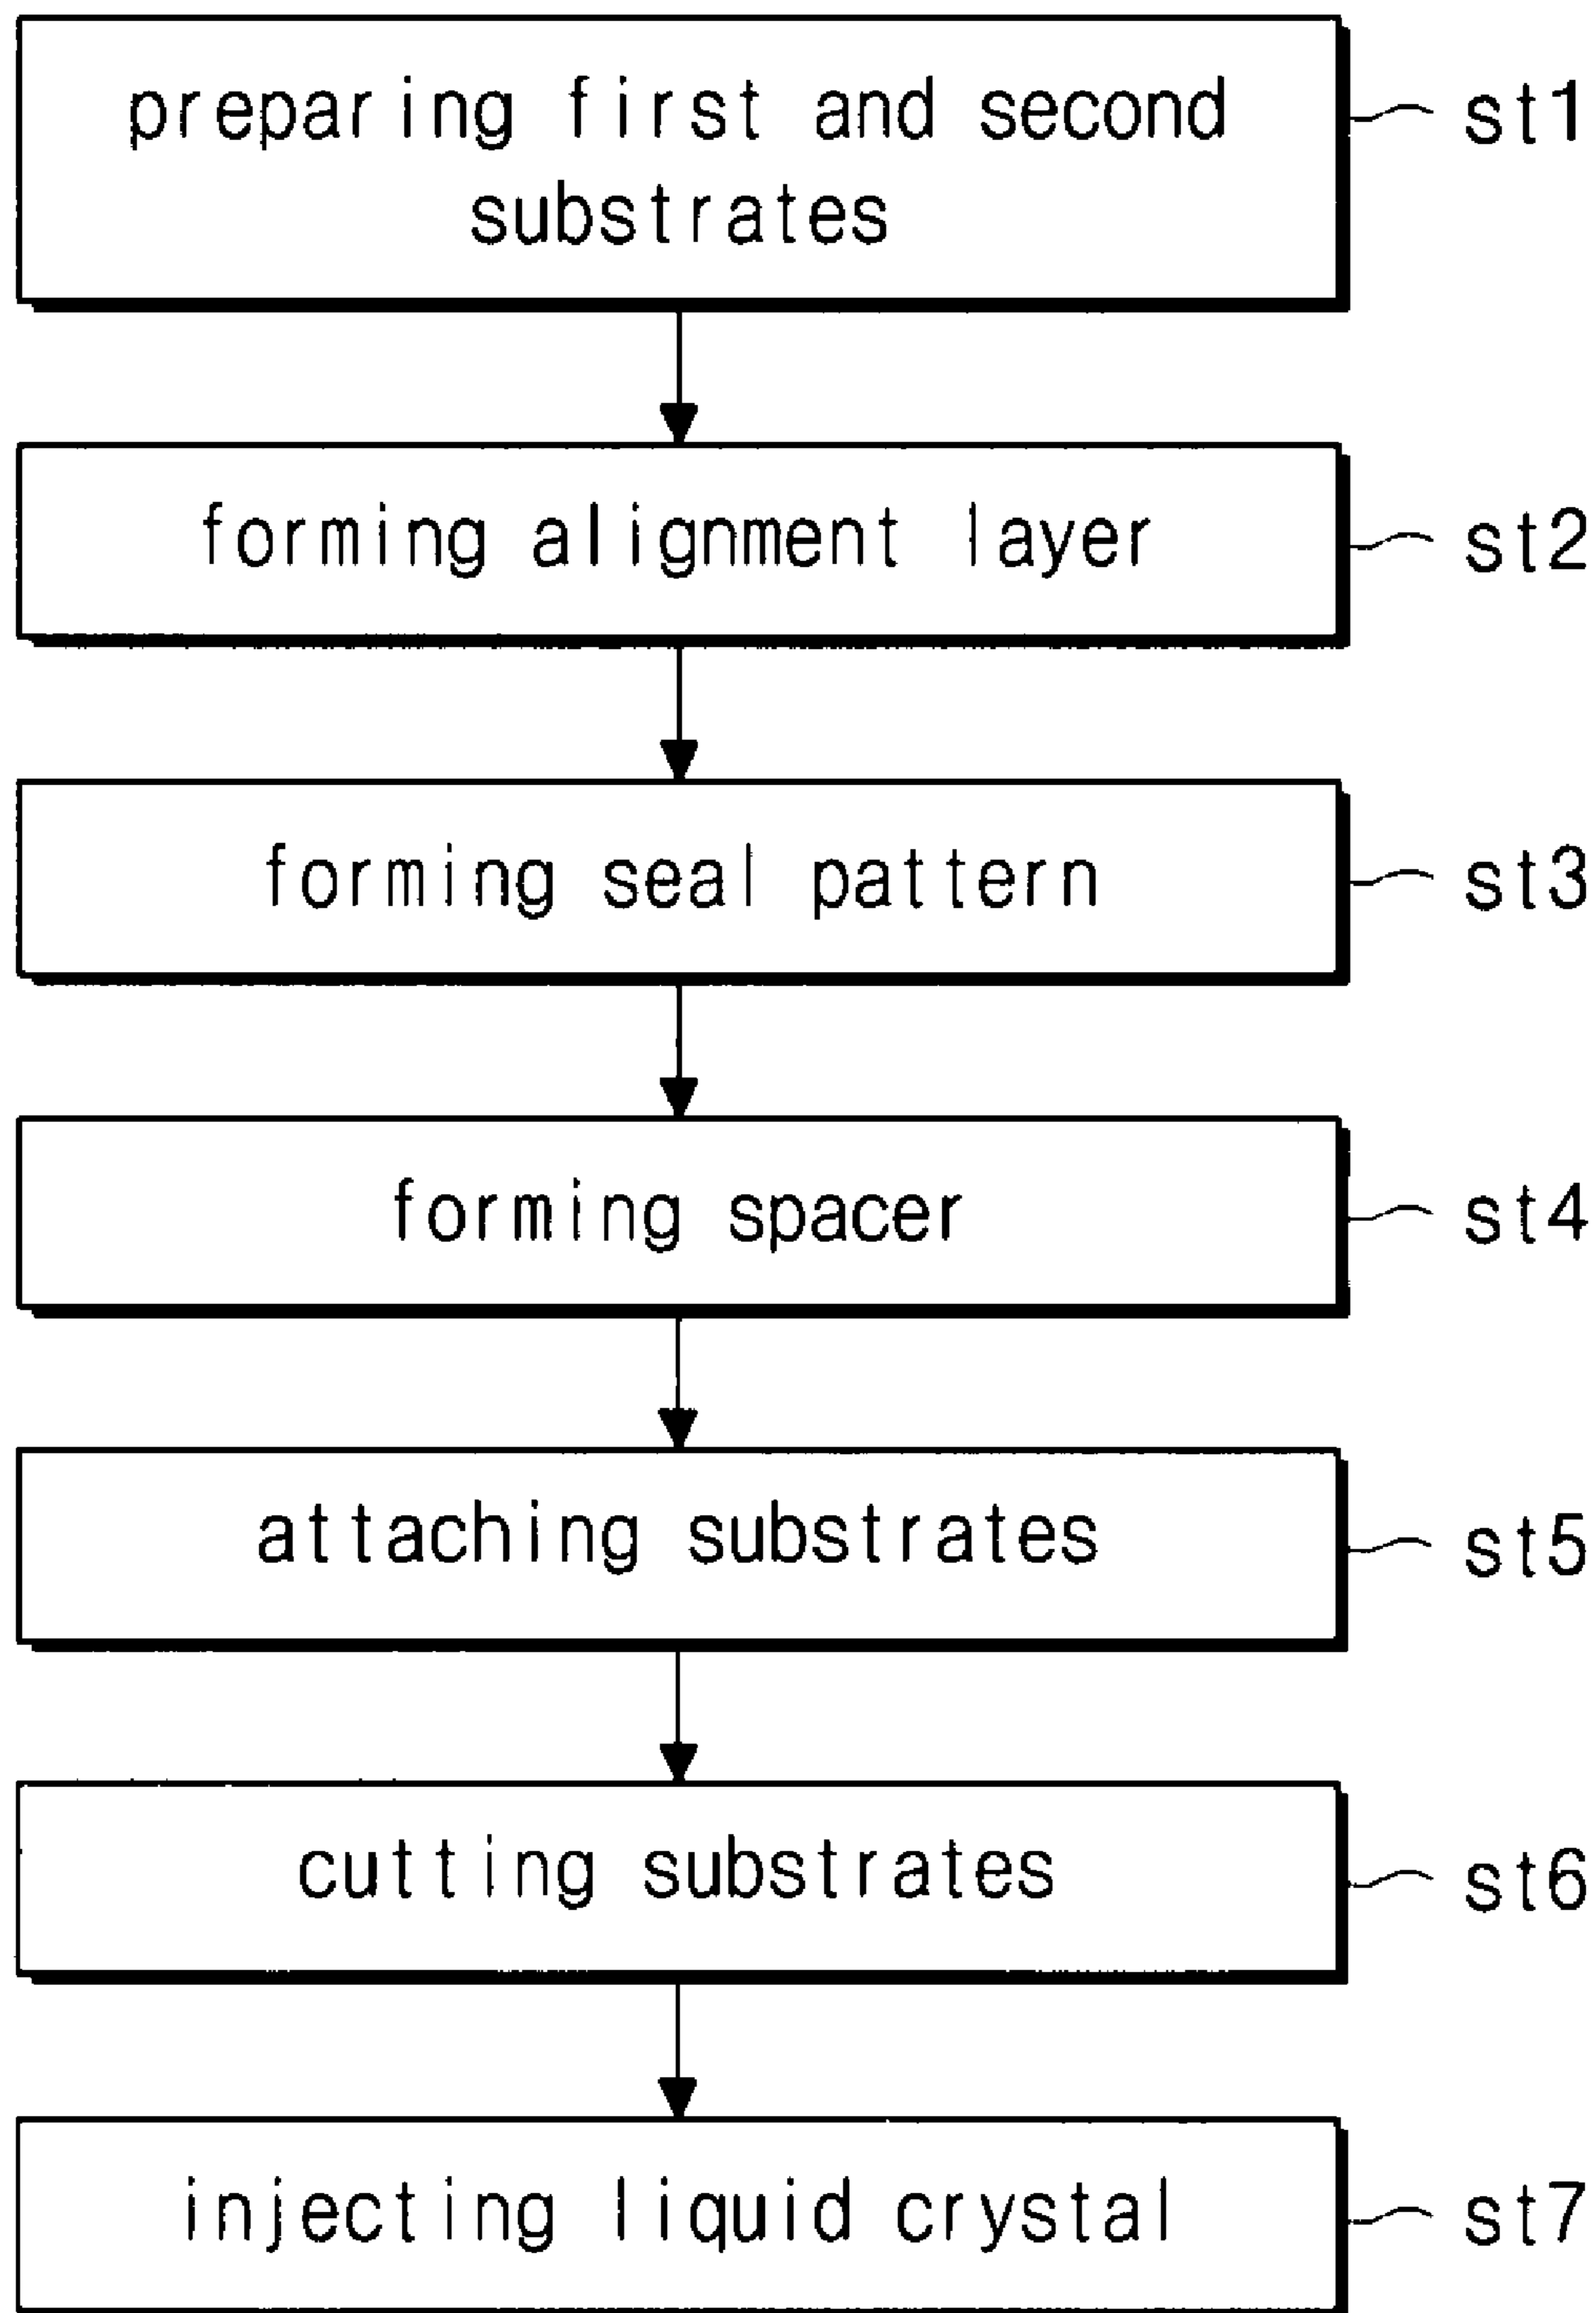 preparing first and second st1
substrates
forming alignment layer st2
forming seal pattern st3
forming spacer st4
attaching substrates st5
cutting substrates st6
injecting liquid crystal st7